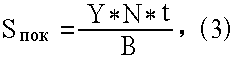 Sпок = Y*N*t / B, (3)